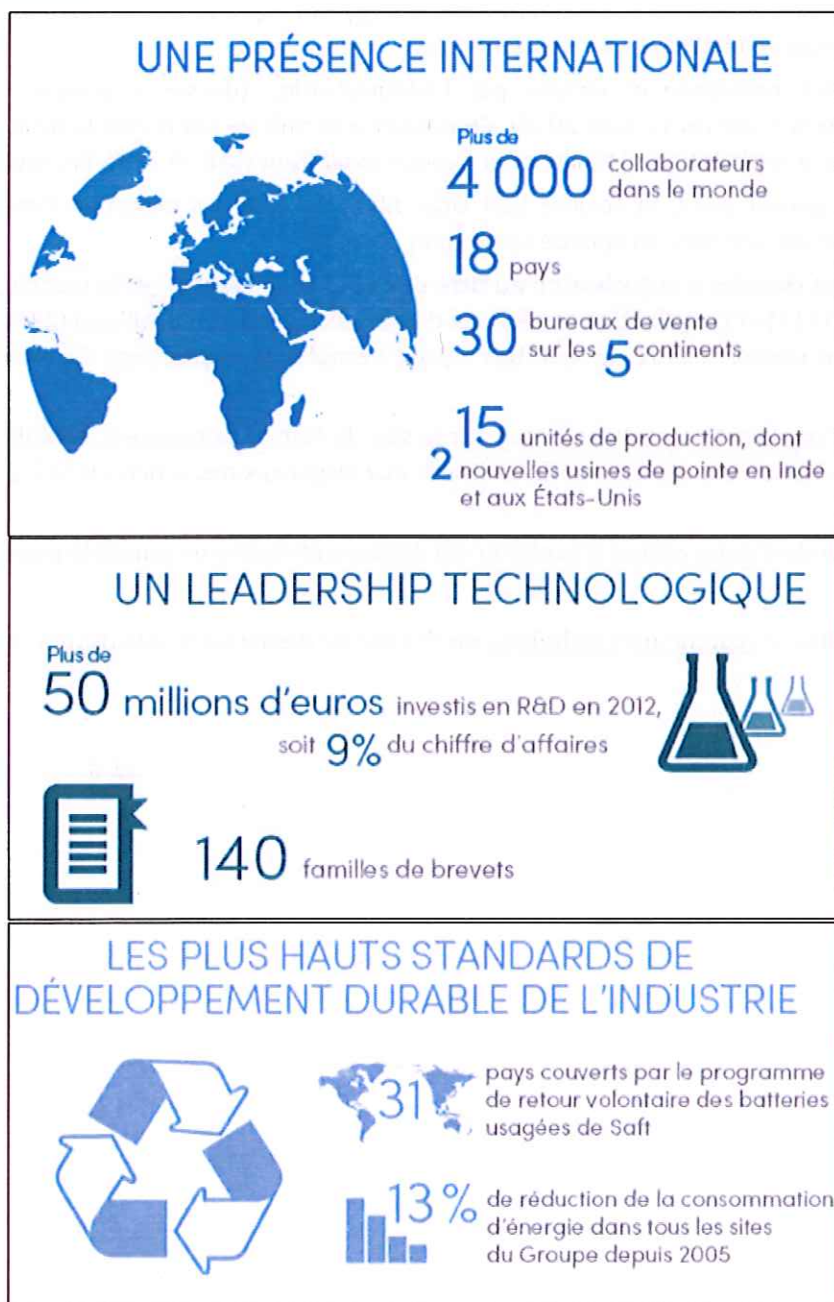 UNE PRÉSENCE INTERNATIONALE
Plus de
4 000 collaborateurs
dans le monde
18 pays
30 bureaux de vente
sur les 5 continents
15 unités de production, dont
2 nouvelles usines de pointe en Inde
et aux États-Unis
UN LEADERSHIP TECHNOLOGIQUE
Plus de
50 millions d'euros investis en R&D en 2012,
soit 9% du chiffre d'affaires
140 familles de brevets
LES PLUS HAUTS STANDARDS DE
DÉVELOPPEMENT DURABLE DE L'INDUSTRIE
31 pays couverts par le programme
de retour volontaire des batteries
usagées de Saft
13% de réduction de la consommation
d'énergie dans tous les sites
du Groupe depuis 2005